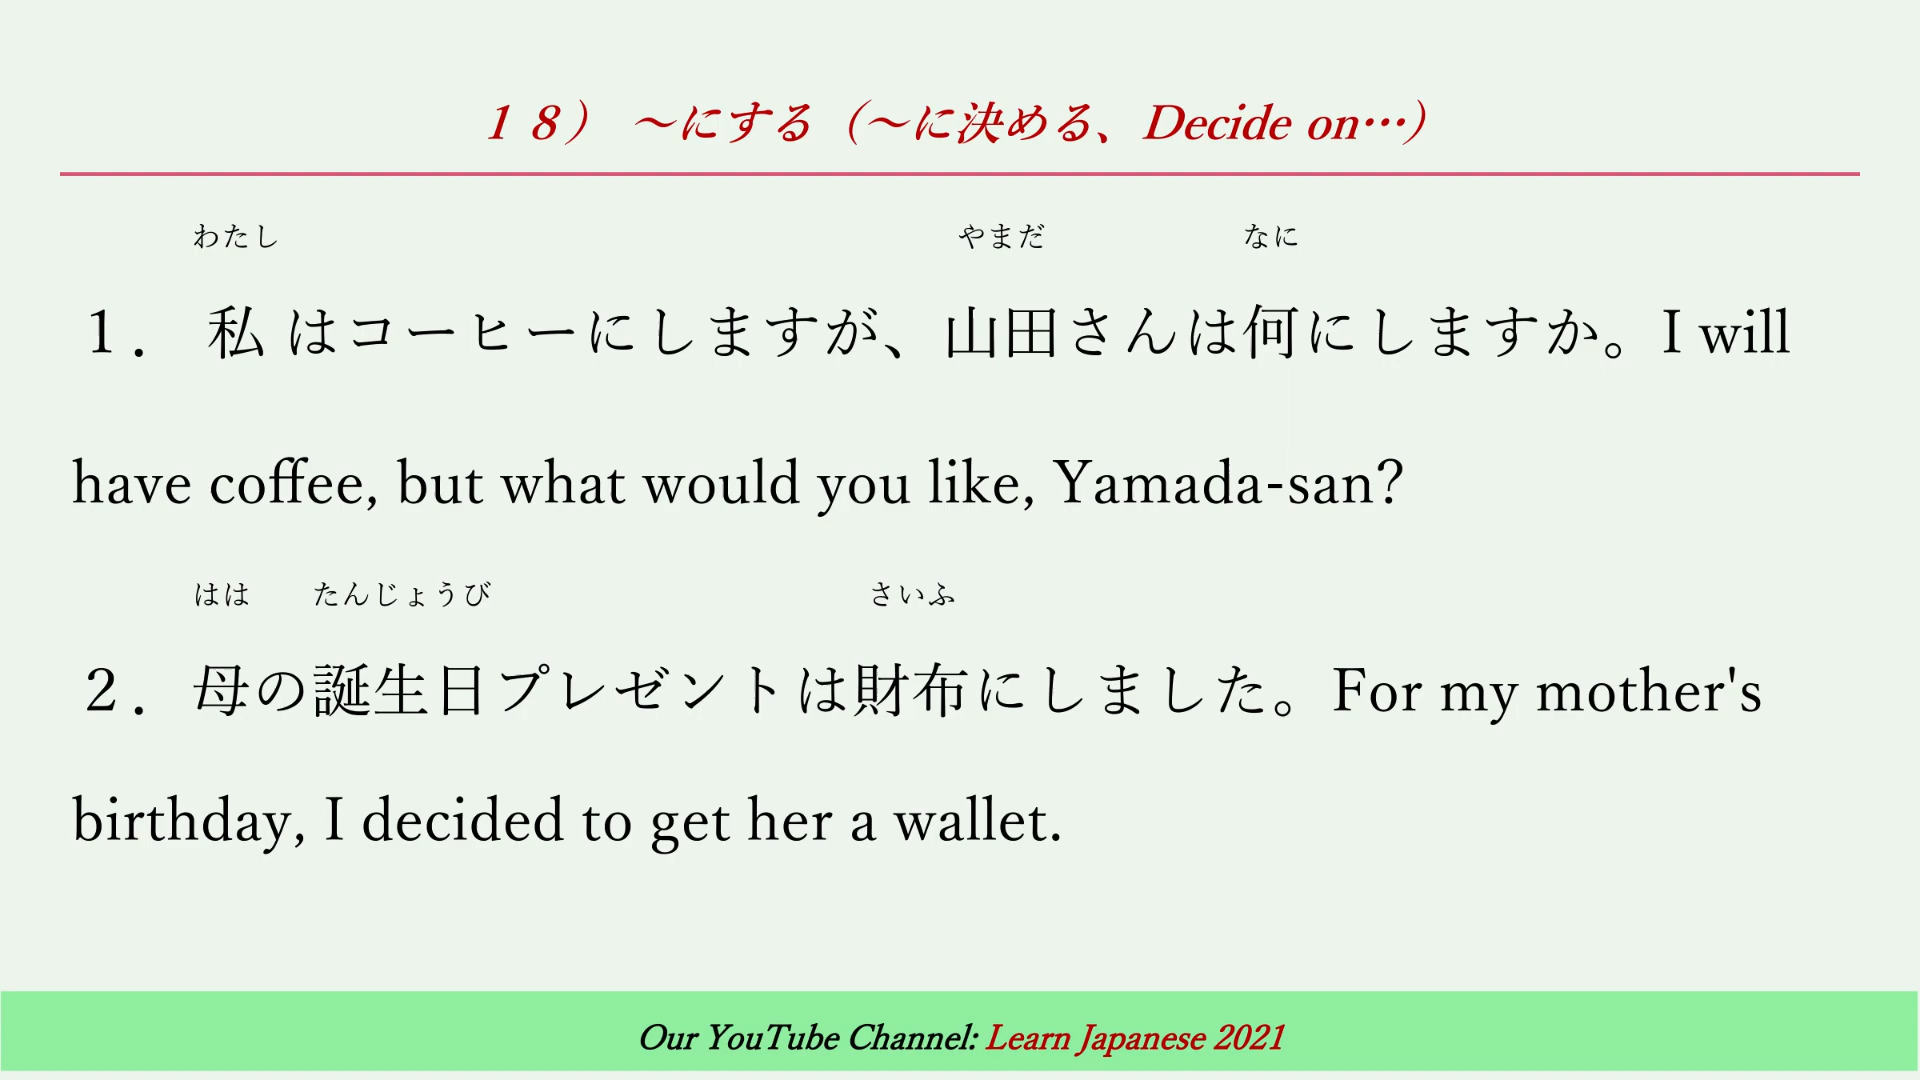 １８） ～にする（～に決める、Decide on…）
わたし やまだ なに
１． 私 はコーヒーにしますが、山田さんは何にしますか。I will
have coffee, but what would you like, Yamada-san?
はは たんじょうび さいふ
２．母の誕生日プレゼントは財布にしました。For my mother's
birthday, I decided to get her a wallet.
Our YouTube Channel: Learn Japanese 2021